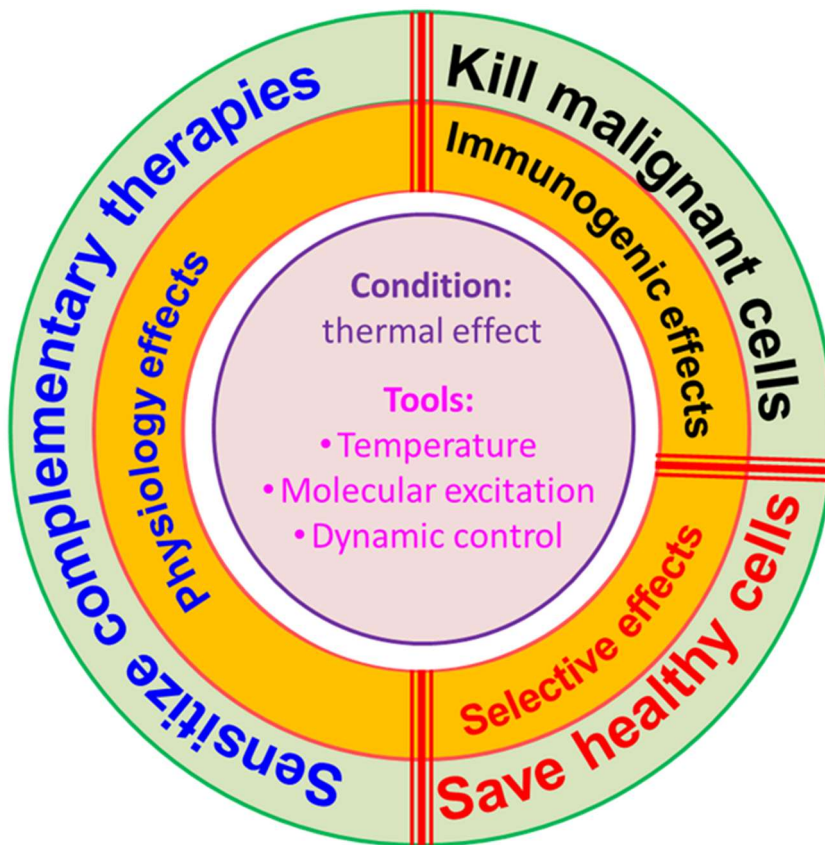 Kill malignant cells
Immunogenic effects
Sensitize complementary therapies
Physiology effects
Condition:
thermal effect
Tools:
• Temperature
• Molecular excitation
• Dynamic control
Selective effects
Save healthy cells